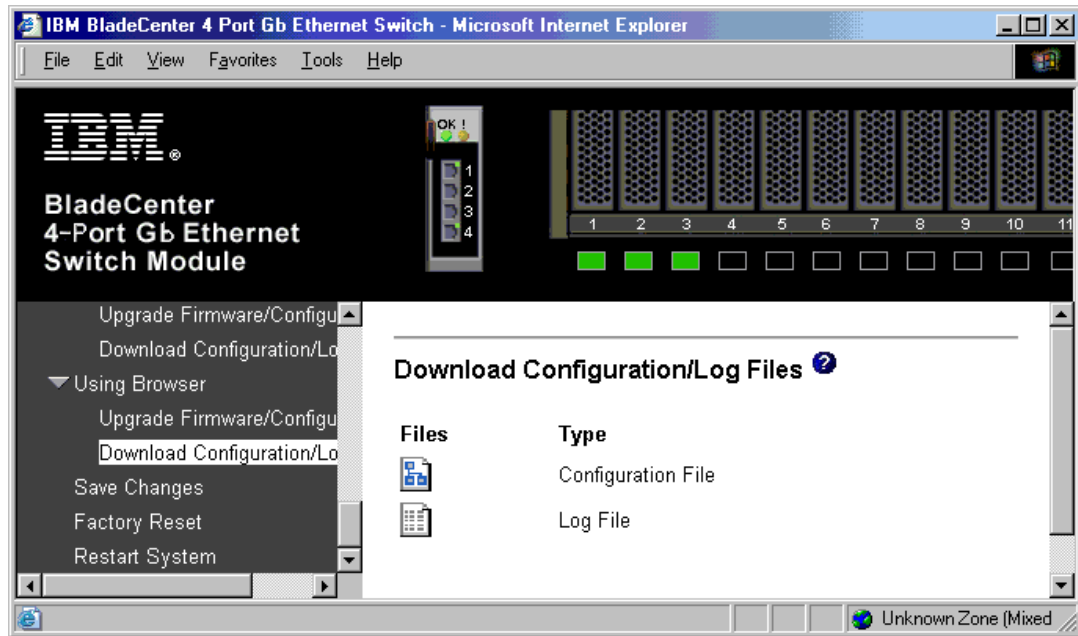 IBM BladeCenter 4 Port Gb Ethernet Switch - Microsoft Internet Explorer
File Edit View Favorites Tools Help
IBM®
BladeCenter
4-Port Gb Ethernet
Switch Module
OK !
1
2
3
4
1 2 3 4 5 6 7 8 9 10 11
Upgrade Firmware/Configu
Download Configuration/Lo
Using Browser
Upgrade Firmware/Configu
Download Configuration/Lo
Save Changes
Factory Reset
Restart System
Download Configuration/Log Files ?
Files Type
Configuration File
Log File
Unknown Zone (Mixed